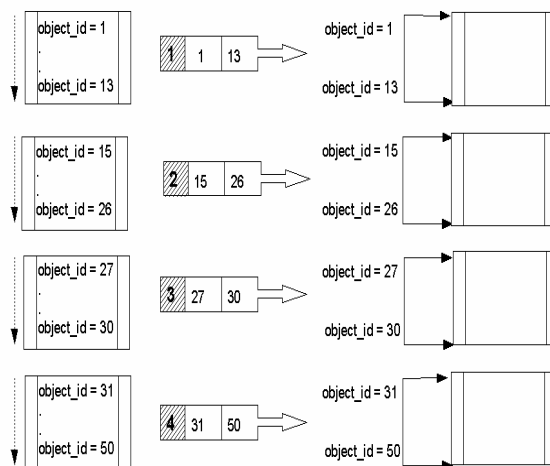 object_id = 1
.
.
object_id = 13
1 1 13
object_id = 1
object_id = 13
object_id = 15
.
.
object_id = 26
2 15 26
object_id = 15
object_id = 26
object_id = 27
.
.
object_id = 30
3 27 30
object_id = 27
object_id = 30
object_id = 31
.
.
object_id = 50
4 31 50
object_id = 31
object_id = 50